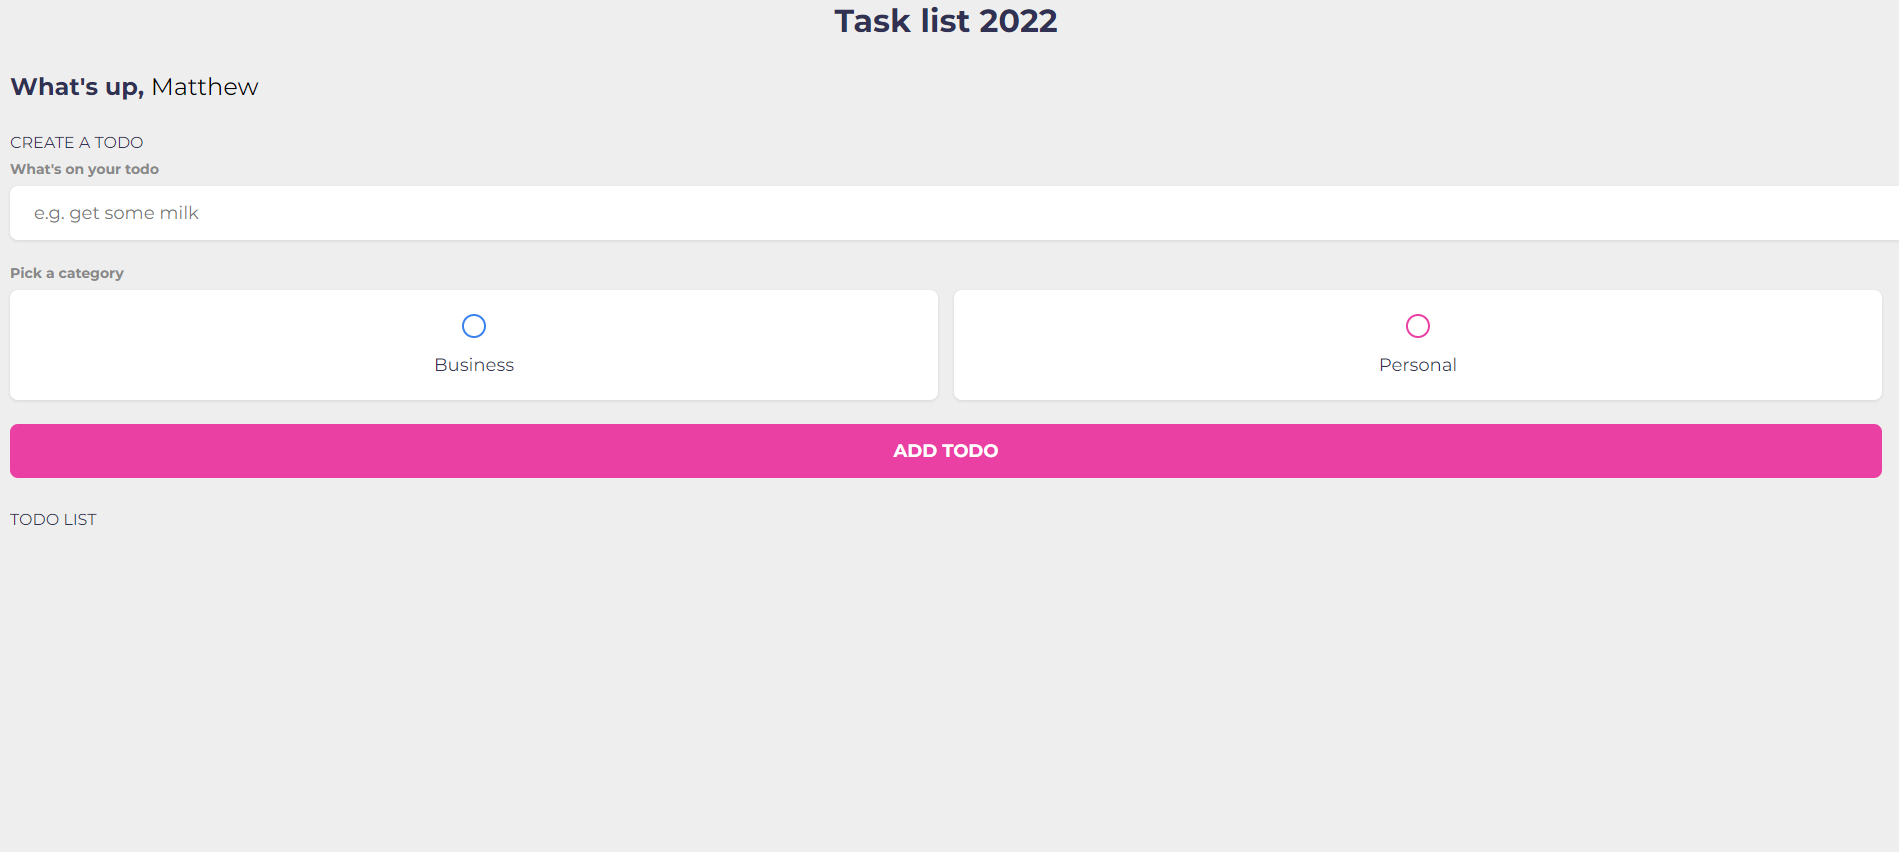 Task list 2022
What's up, Matthew
CREATE A TODO
What's on your todo
e.g. get some milk
Pick a category
Business
Personal
ADD TODO
TODO LIST